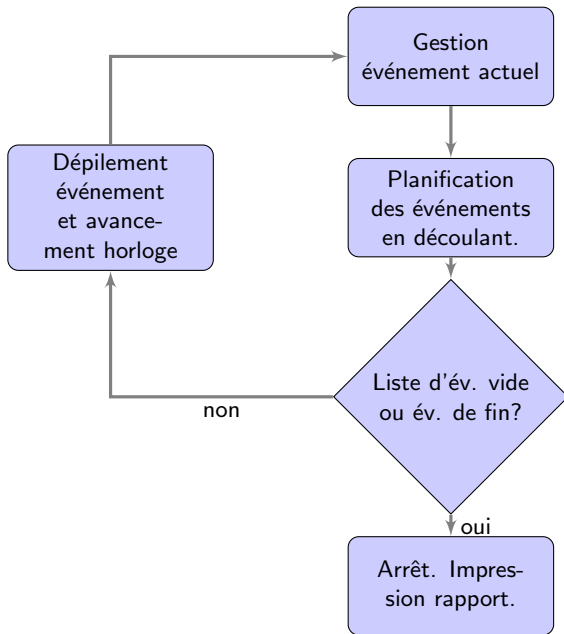 Gestion
événement actuel
Dépilement
événement
et avance-
ment horloge
Planification
des événements
en découlant.
Liste d'év. vide
ou év. de fin?
non
oui
Arrêt. Impres-
sion rapport.